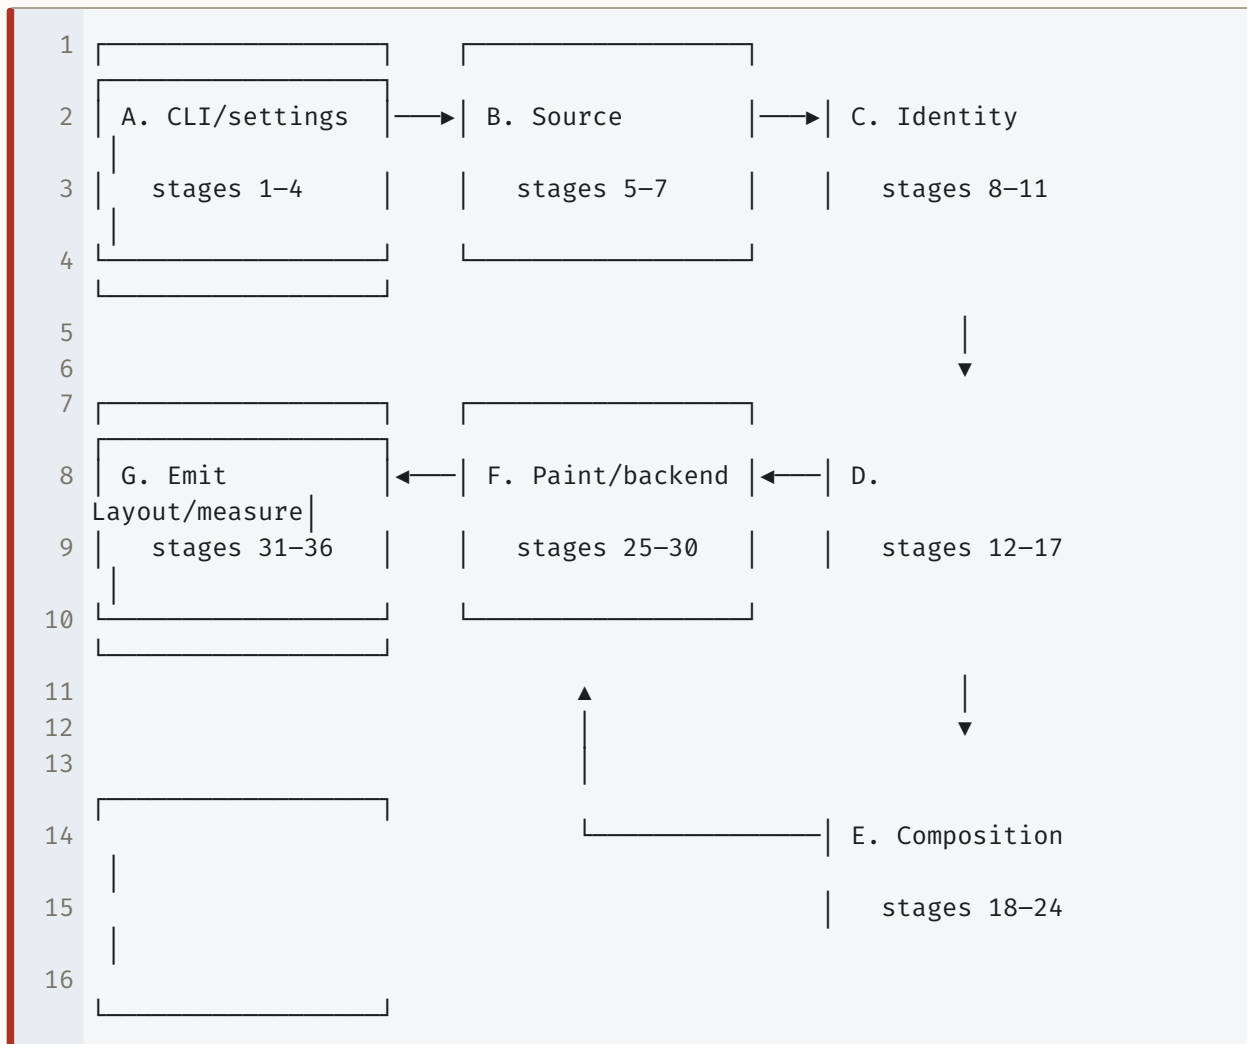 1 ┌───────────────────┐    ┌───────────────────┐
┌───────────────────┐
2 │ A. CLI/settings   │───▶│ B. Source         │───▶│ C. Identity
│
3 │   stages 1–4      │    │   stages 5–7      │    │   stages 8–11
│
4 └───────────────────┘    └───────────────────┘
└───────────────────┘
5                                                          │
6                                                          ▼
7 ┌───────────────────┐    ┌───────────────────┐
┌───────────────────┐
8 │ G. Emit           │◀───│ F. Paint/backend  │◀───│ D.
Layout/measure│
9 │   stages 31–36    │    │   stages 25–30    │    │   stages 12–17
│
10 └───────────────────┘    └───────────────────┘
└───────────────────┘
11                                 ▲                        │
12                                 │                        ▼
13                                 │
┌───────────────────┐
14                                 └───────────────│ E. Composition
│
15                                                 │   stages 18–24
│
16
└───────────────────┘